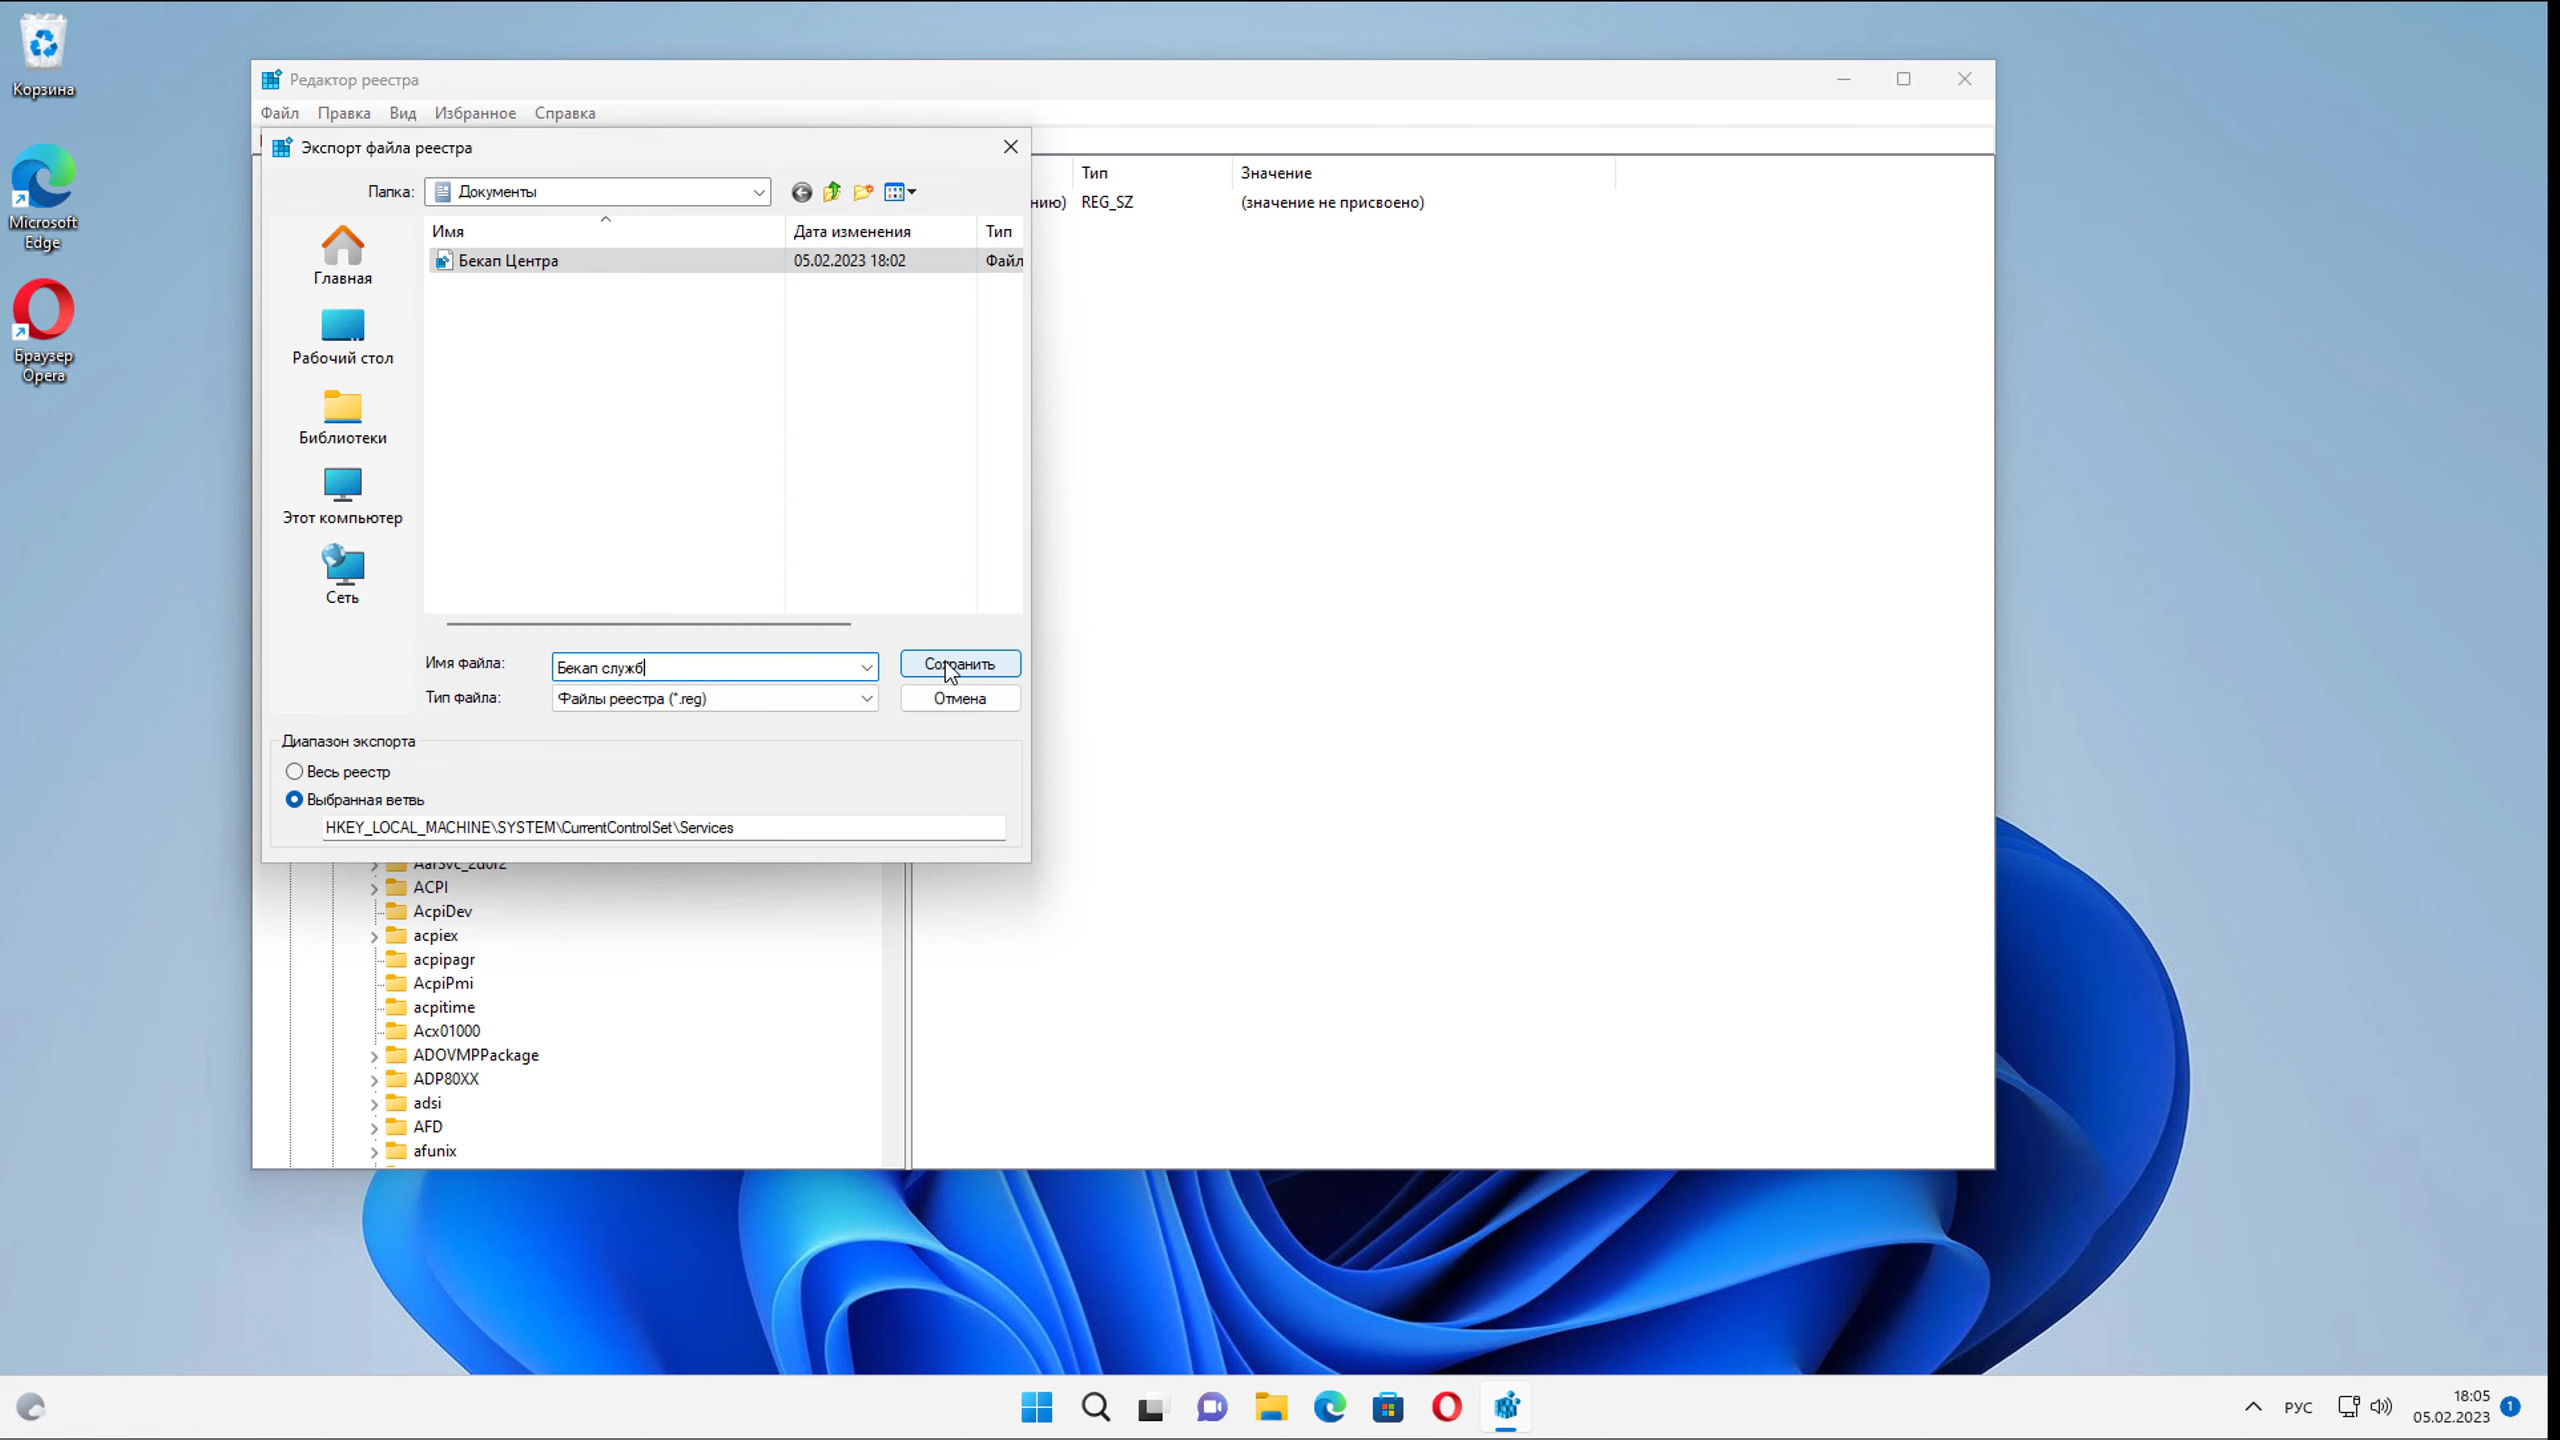 Корзина
Microsoft
Edge
Браузер
Opera
Редактор реестра
Файл Правка Вид Избранное Справка
Экспорт файла реестра
Папка: Документы
Имя Дата изменения Тип
Бекап Центра 05.02.2023 18:02 Файл
Главная
Рабочий стол
Библиотеки
Этот компьютер
Сеть
Имя файла: Бекап служб Сохранить
Тип файла: Файлы реестра (*.reg) Отмена
Диапазон экспорта
Весь реестр
Выбранная ветвь
HKEY_LOCAL_MACHINE\SYSTEM\CurrentControlSet\Services
Тип Значение
нию) REG_SZ (значение не присвоено)
ACPI
AcpiDev
acpiex
acpipagr
AcpiPmi
acpitime
Acx01000
ADOVMPPackage
ADP80XX
adsi
AFD
afunix
РУС
18:05
05.02.2023
1